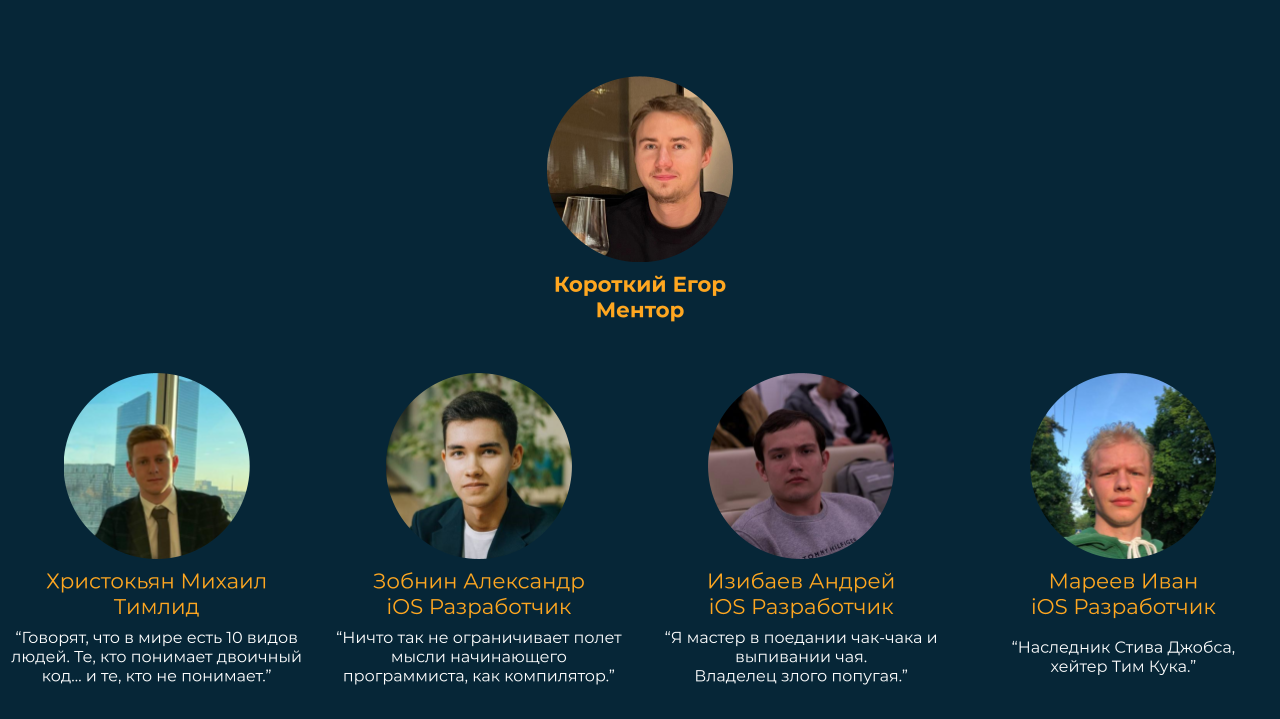 Короткий Егор
Ментор
Христокьян Михаил
Тимлид
“Говорят, что в мире есть 10 видов
людей. Те, кто понимает двоичный
код... и те, кто не понимает.”
Зобнин Александр
iOS Разработчик
“Ничто так не ограничивает полет
мысли начинающего
программиста, как компилятор.”
Изибаев Андрей
iOS Разработчик
“Я мастер в поедании чак-чака и
выпивании чая.
Владелец злого попугая.”
TOMMY HILFIGER
Мареев Иван
iOS Разработчик
“Наследник Стива Джобса,
хейтер Тим Кука.”